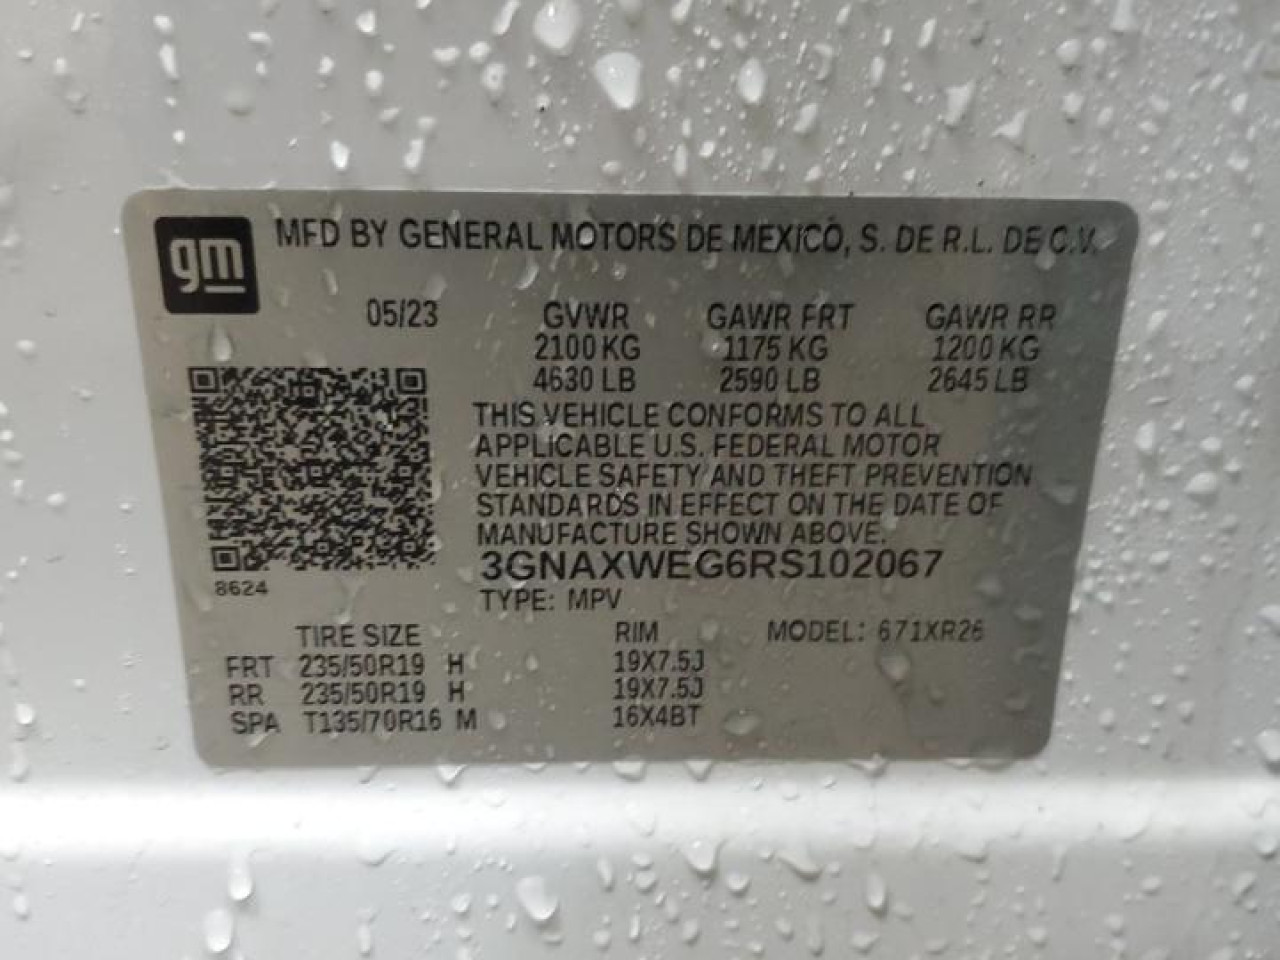 gm
MFD BY GENERAL MOTORS DE MEXICO, S. DE R.L. DE C.V.
05/23 GVWR GAWR FRT GAWR RR
2100 KG 1175 KG 1200 KG
4630 LB 2590 LB 2645 LB
THIS VEHICLE CONFORMS TO ALL
APPLICABLE U.S. FEDERAL MOTOR
VEHICLE SAFETY AND THEFT PREVENTION
STANDARDS IN EFFECT ON THE DATE OF
MANUFACTURE SHOWN ABOVE.
3GNAXWEG6RS102067
8624
TYPE: MPV
TIRE SIZE RIM MODEL: 671XR26
FRT 235/50R19 H 19X7.5J
RR 235/50R19 H 19X7.5J
SPA T135/70R16 M 16X4BT